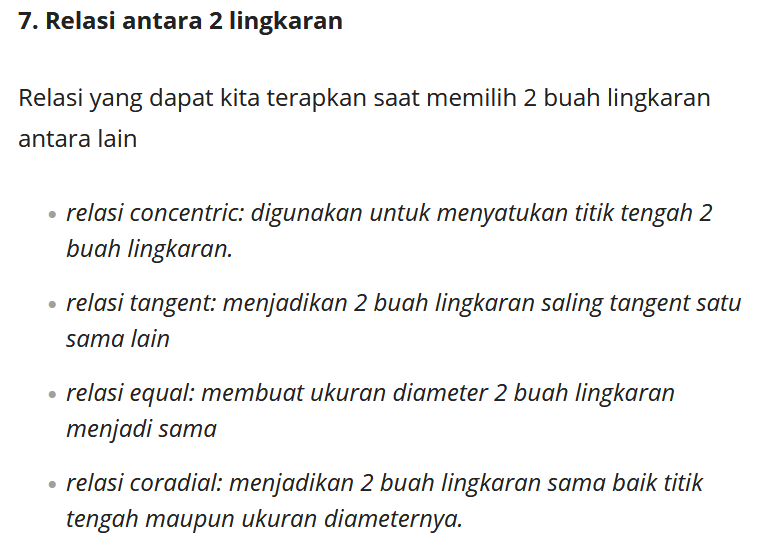 7. Relasi antara 2 lingkaran
Relasi yang dapat kita terapkan saat memilih 2 buah lingkaran
antara lain
• relasi concentric: digunakan untuk menyatukan titik tengah 2
buah lingkaran.
• relasi tangent: menjadikan 2 buah lingkaran saling tangent satu
sama lain
• relasi equal: membuat ukuran diameter 2 buah lingkaran
menjadi sama
• relasi coradial: menjadikan 2 buah lingkaran sama baik titik
tengah maupun ukuran diameternya.